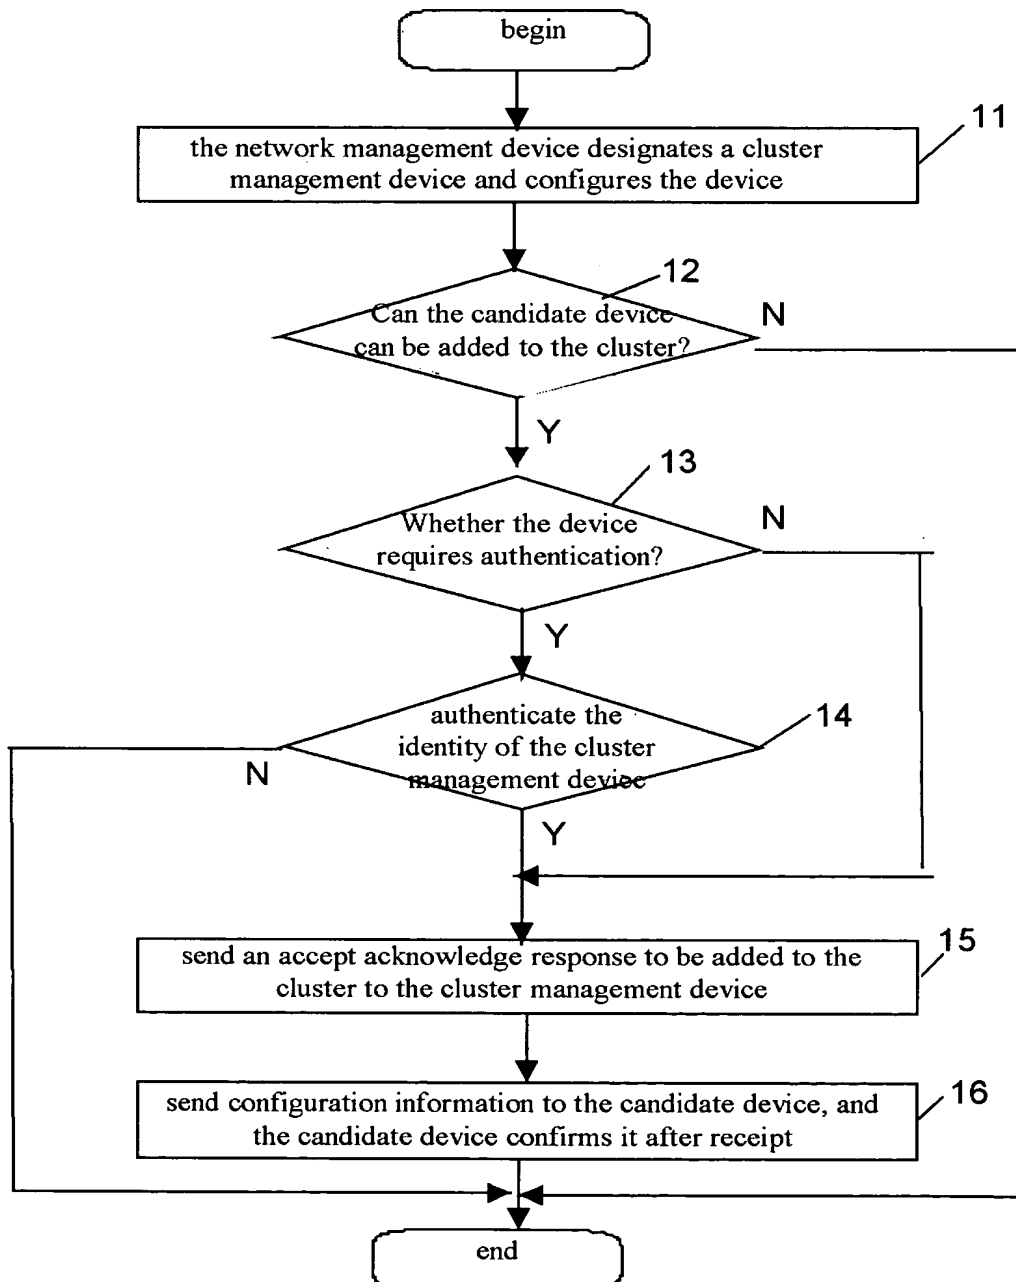 begin
11
the network management device designates a cluster
management device and configures the device
12
Can the candidate device
can be added to the cluster?
N
Y
13
Whether the device
requires authentication?
N
Y
14
authenticate the
identity of the cluster
management device
N
Y
15
send an accept acknowledge response to be added to the
cluster to the cluster management device
16
send configuration information to the candidate device, and
the candidate device confirms it after receipt
end